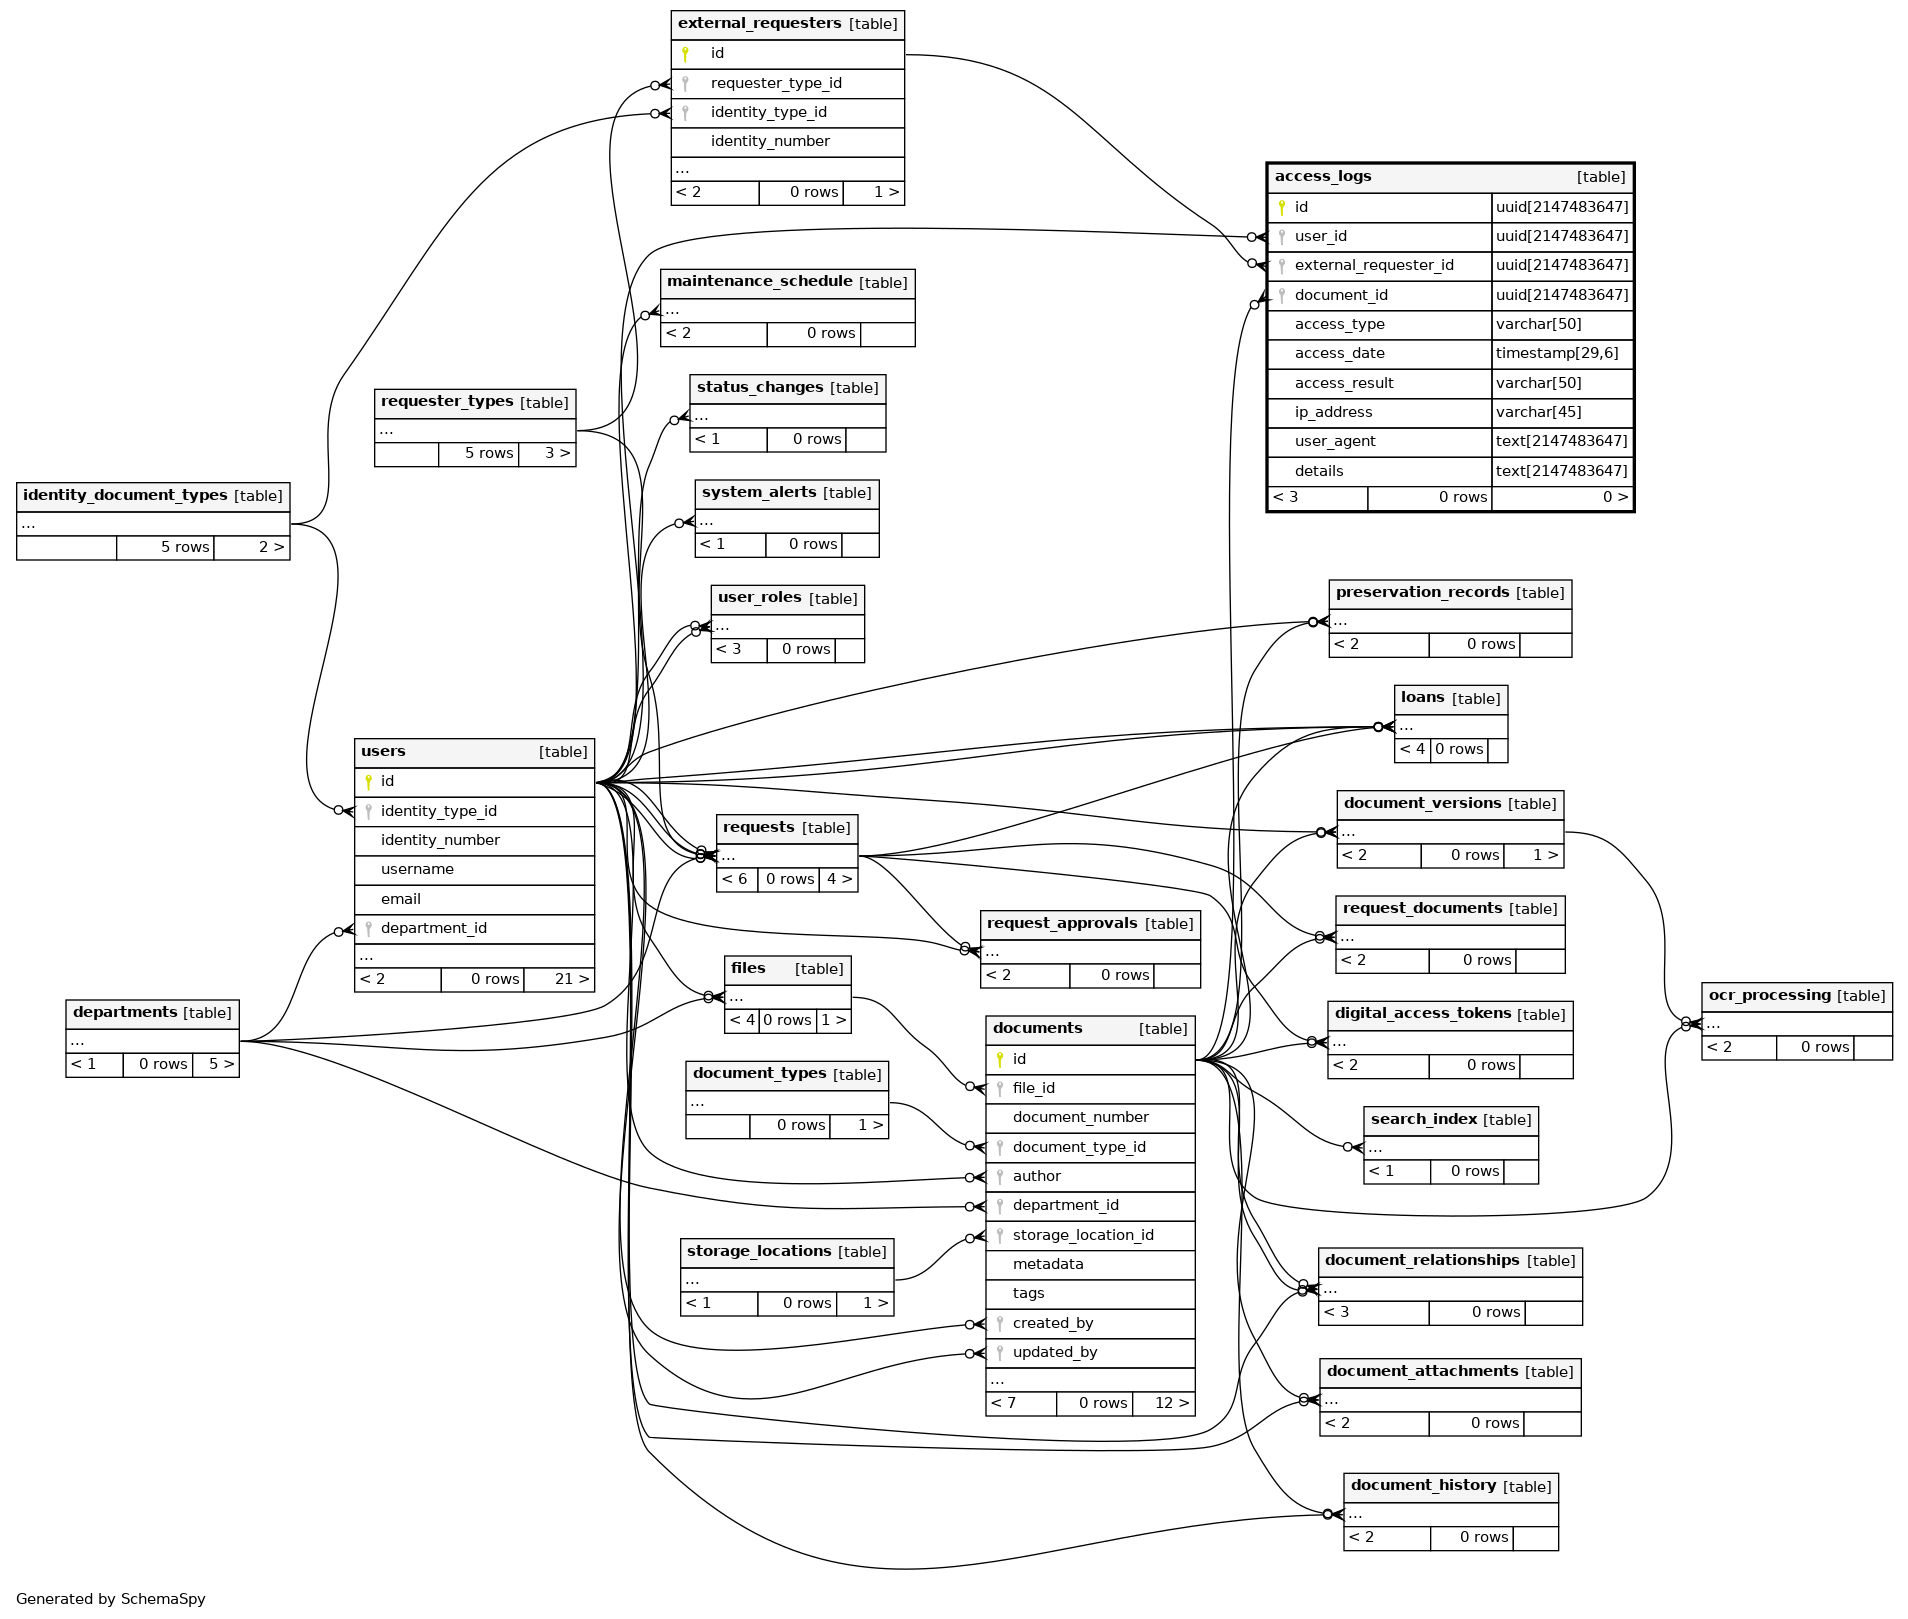 external_requesters [table]
id
requester_type_id
identity_type_id
identity_number
...
< 2 0 rows 1 >
access_logs [table]
id uuid[2147483647]
user_id uuid[2147483647]
external_requester_id uuid[2147483647]
document_id uuid[2147483647]
access_type varchar[50]
access_date timestamp[29,6]
access_result varchar[50]
ip_address varchar[45]
user_agent text[2147483647]
details text[2147483647]
< 3 0 rows 0 >
maintenance_schedule [table]
...
< 2 0 rows
status_changes [table]
...
< 1 0 rows
requester_types [table]
...
5 rows 3 >
system_alerts [table]
...
< 1 0 rows
identity_document_types [table]
...
5 rows 2 >
user_roles [table]
...
< 3 0 rows
preservation_records [table]
...
< 2 0 rows
loans [table]
...
< 4 0 rows
users [table]
id
identity_type_id
identity_number
username
email
department_id
...
< 2 0 rows 21 >
document_versions [table]
...
< 2 0 rows 1 >
requests [table]
...
< 6 0 rows 4 >
request_documents [table]
...
< 2 0 rows
request_approvals [table]
...
< 2 0 rows
files [table]
...
< 4 0 rows 1 >
departments [table]
...
< 1 0 rows 5 >
digital_access_tokens [table]
...
< 2 0 rows
ocr_processing [table]
...
< 2 0 rows
documents [table]
id
file_id
document_number
document_type_id
author
department_id
storage_location_id
metadata
tags
created_by
updated_by
...
< 7 0 rows 12 >
document_types [table]
...
0 rows 1 >
search_index [table]
...
< 1 0 rows
storage_locations [table]
...
< 1 0 rows 1 >
document_relationships [table]
...
< 3 0 rows
document_attachments [table]
...
< 2 0 rows
document_history [table]
...
< 2 0 rows
Generated by SchemaSpy